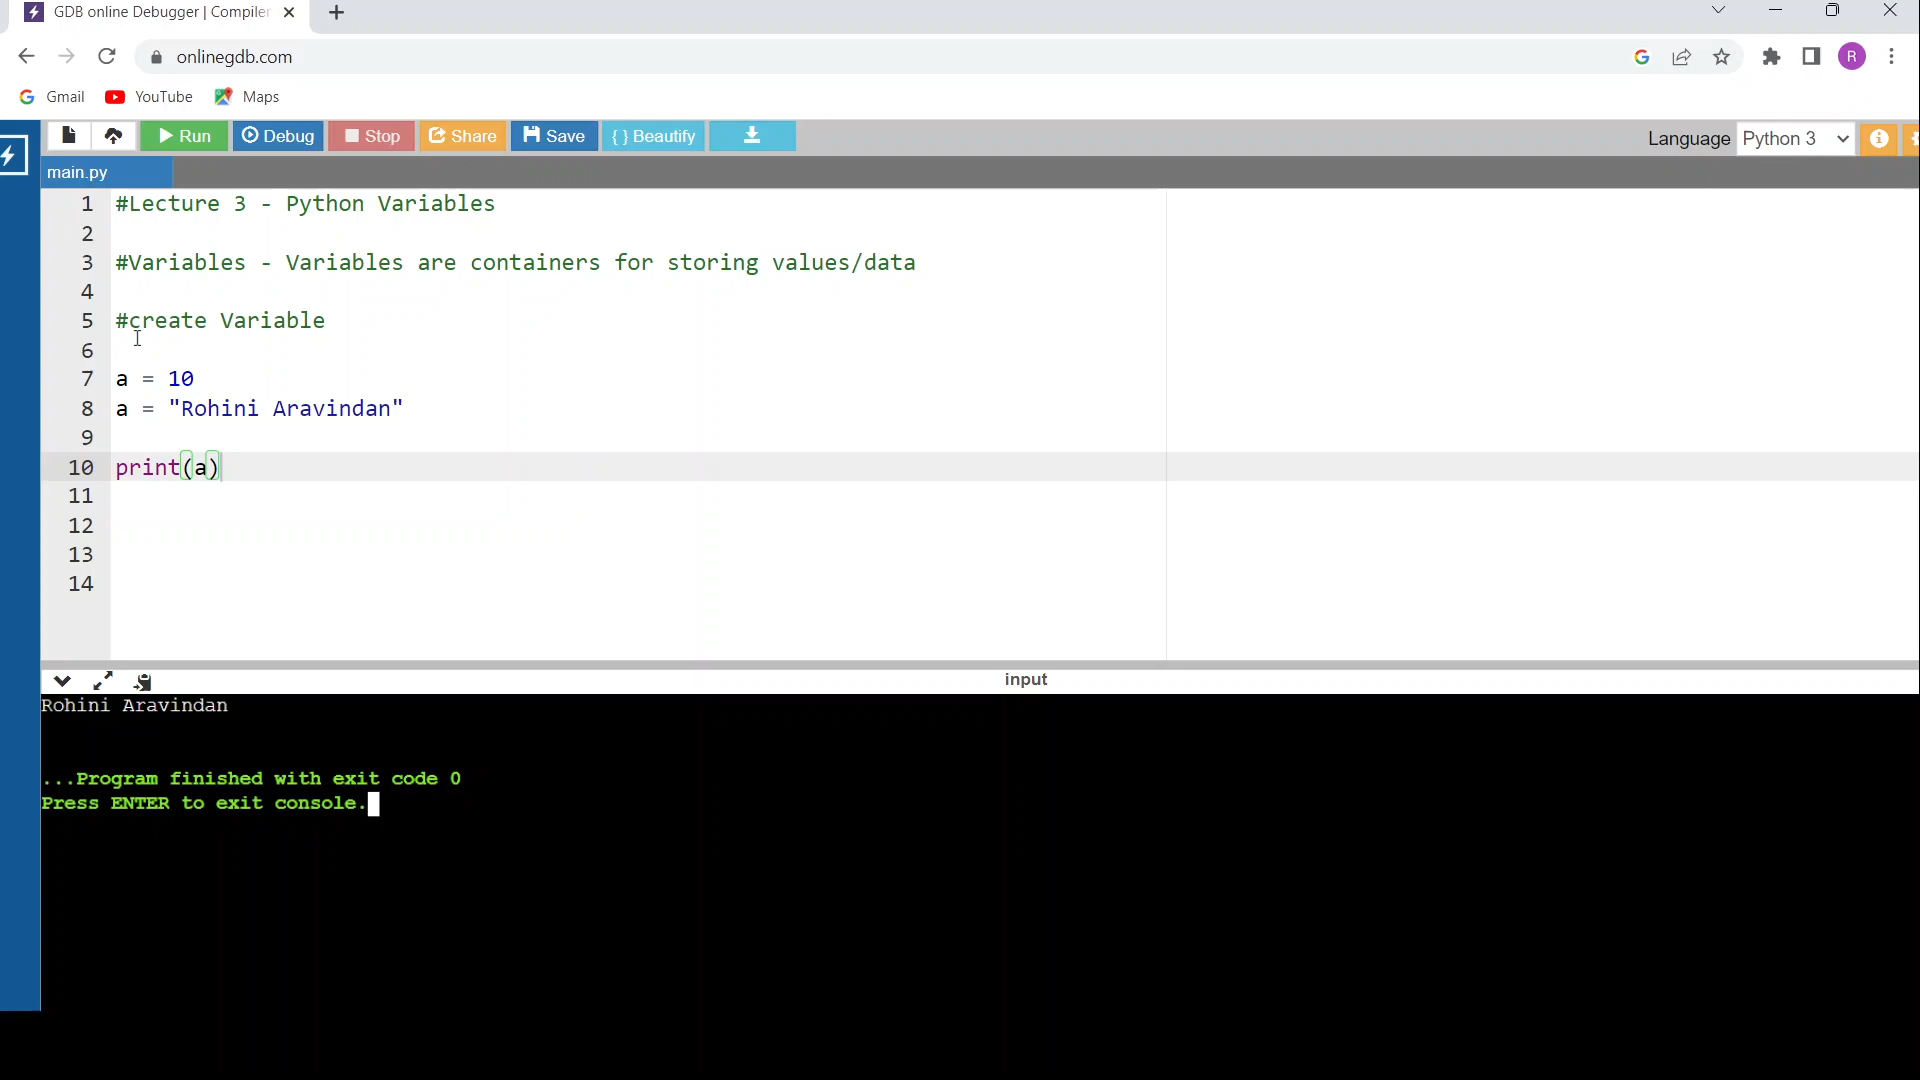 GDB online Debugger | Compiler
onlinegdb.com
R
Gmail YouTube Maps
Run Debug Stop Share Save { } Beautify Language Python 3
main.py
1 #Lecture 3 - Python Variables
2
3 #Variables - Variables are containers for storing values/data
4
5 #create Variable
6
7 a = 10
8 a = "Rohini Aravindan"
9
10 print(a)
11
12
13
14
input
Rohini Aravindan
...Program finished with exit code 0
Press ENTER to exit console.